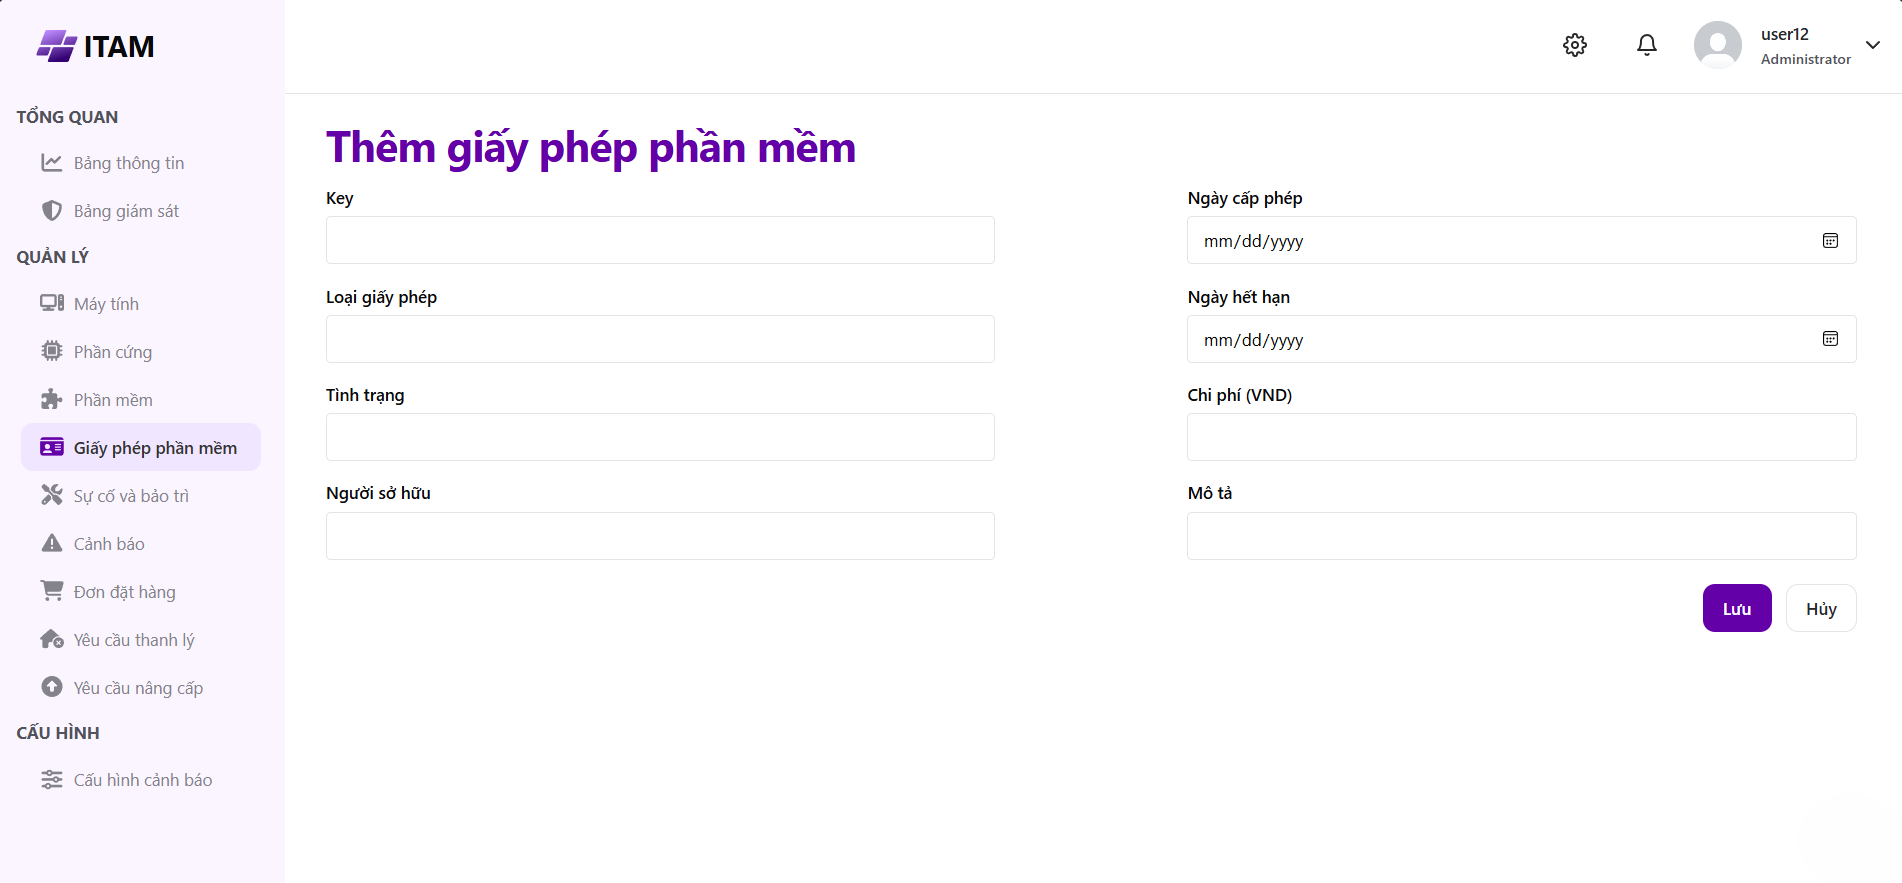 ITAM
user12
Administrator
TỔNG QUAN
Bảng thông tin
Bảng giám sát
QUẢN LÝ
Máy tính
Phần cứng
Phần mềm
Giấy phép phần mềm
Sự cố và bảo trì
Cảnh báo
Đơn đặt hàng
Yêu cầu thanh lý
Yêu cầu nâng cấp
CẤU HÌNH
Cấu hình cảnh báo
Thêm giấy phép phần mềm
Key
Ngày cấp phép
mm/dd/yyyy
Loại giấy phép
Ngày hết hạn
mm/dd/yyyy
Tình trạng
Chi phí (VND)
Người sở hữu
Mô tả
Lưu
Hủy